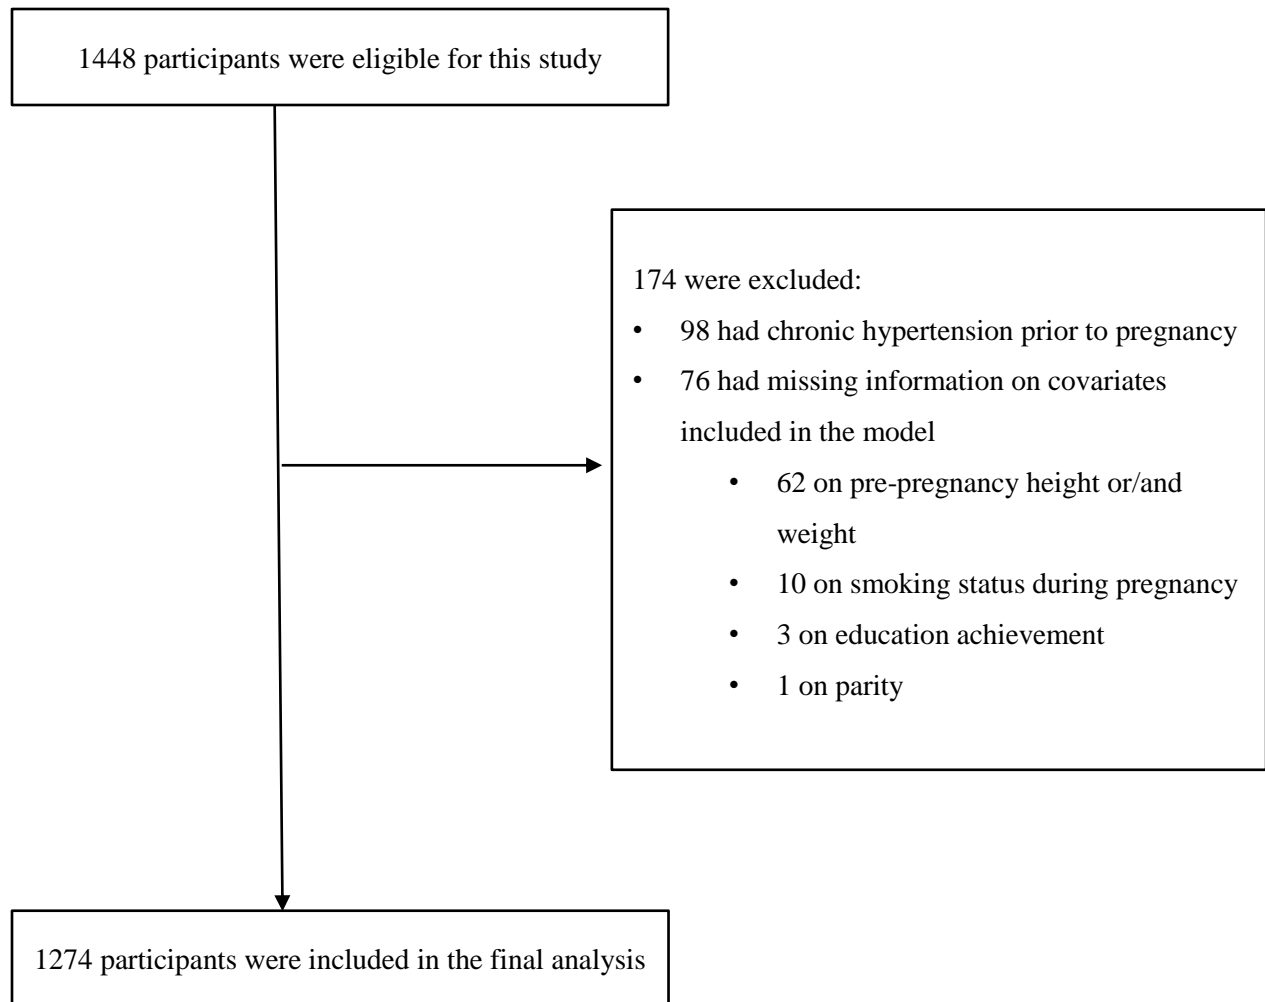 1448 participants were eligible for this study
174 were excluded:
• 98 had chronic hypertension prior to pregnancy
• 76 had missing information on covariates
included in the model
• 62 on pre-pregnancy height or/and
weight
• 10 on smoking status during pregnancy
• 3 on education achievement
• 1 on parity
1274 participants were included in the final analysis